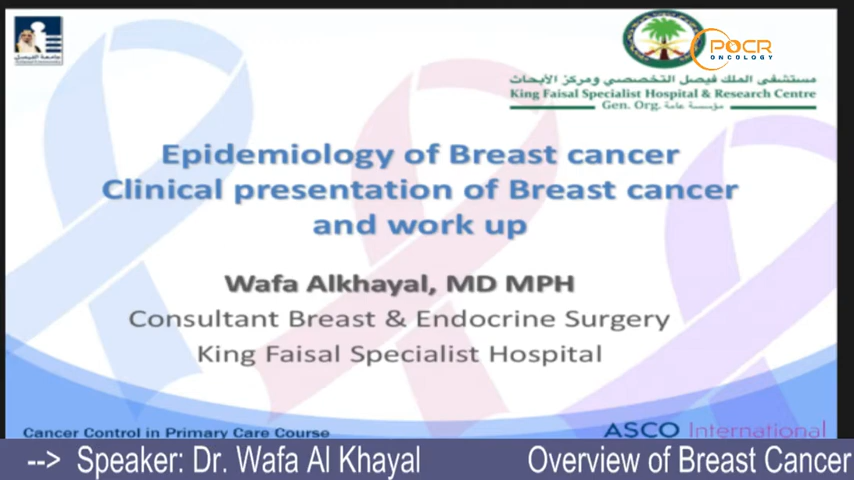 POCR
ONCOLOGY
مستشفى الملك فيصل التخصصي ومركز الأبحاث
King Faisal Specialist Hospital & Research Centre
Gen. Org. مؤسسة عامة
Epidemiology of Breast cancer
Clinical presentation of Breast cancer
and work up
Wafa Alkhayal, MD MPH
Consultant Breast & Endocrine Surgery
King Faisal Specialist Hospital
Cancer Control in Primary Care Course
ASCO International
--> Speaker: Dr. Wafa Al Khayal Overview of Breast Cancer